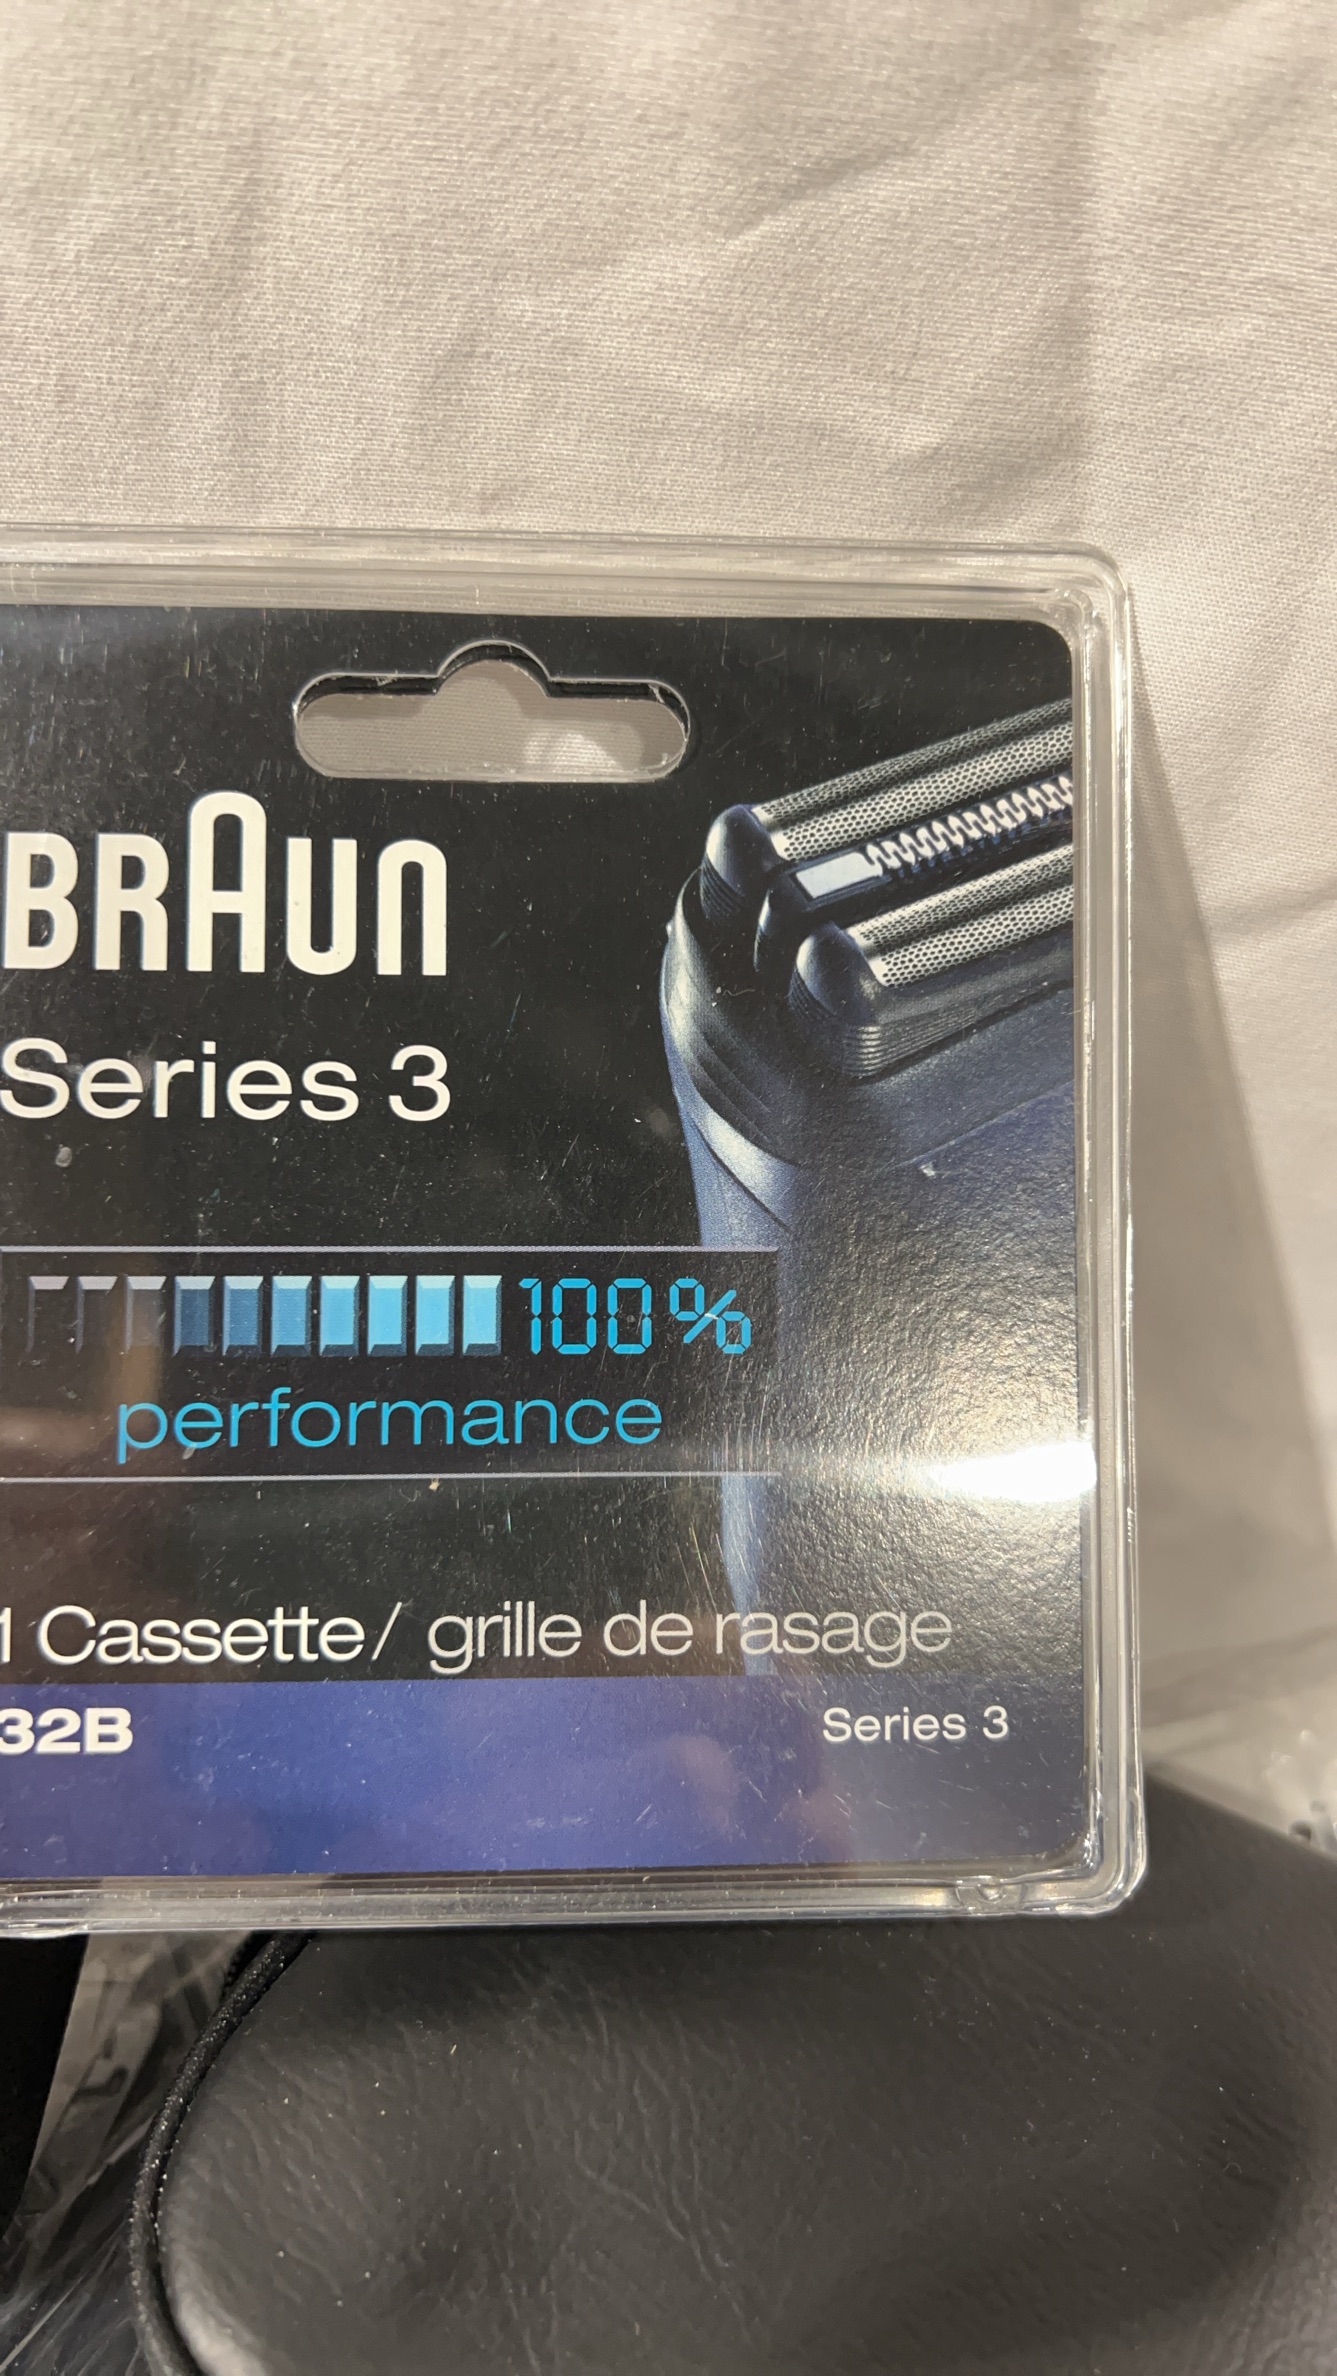 BRAUN
Series 3
100%
performance
1 Cassette / grille de rasage
32B
Series 3